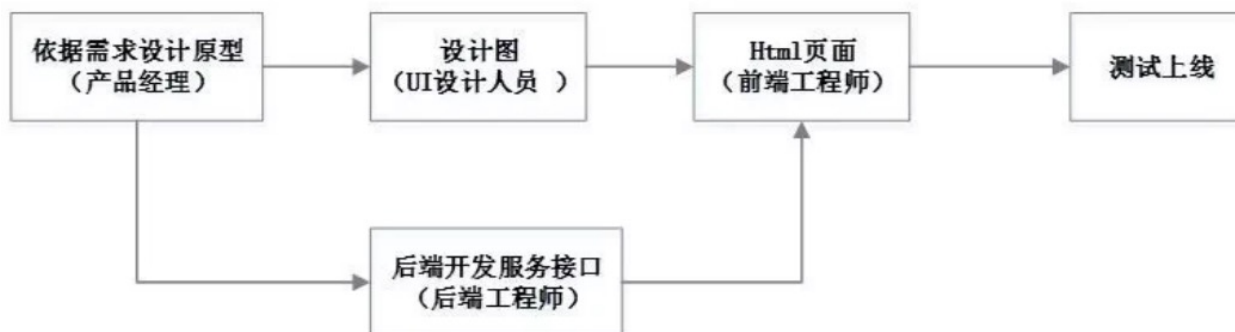 依据需求设计原型
（产品经理）
设计图
（UI设计人员 ）
Html页面
（前端工程师）
测试上线
后端开发服务接口
（后端工程师）